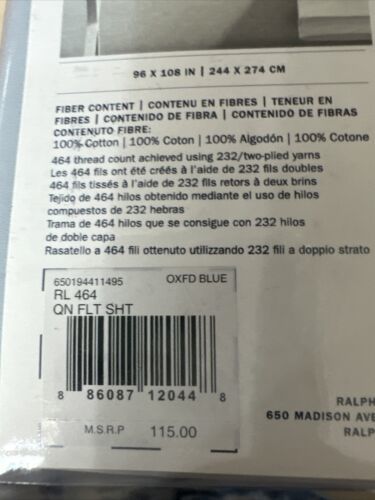 96 X 108 IN | 244 X 274 CM
FIBER CONTENT | CONTENU EN FIBRES | TENEUR EN
FIBRES | CONTENIDO DE FIBRA | CONTENIDO DE FIBRAS
CONTENUTO FIBRE:
100% Cotton | 100% Coton | 100% Algodón | 100% Cotone
464 thread count achieved using 232/two-plied yarns
Les 464 fils ont été créés à l'aide de 232 fils doubles
464 fils tissés à l'aide de 232 fils retors à deux brins
Tejido de 464 hilos obtenido mediante el uso de hilos
compuestos de 232 hebras
Trama de 464 hilos que se consigue con 232 hilos
de doble capa
Rasatello a 464 fili ottenuto utilizzando 232 fili a doppio strato
650194411495 OXFD BLUE
RL 464
QN FLT SHT
8 86087 12044 8
M.S.R.P 115.00
RALPH
650 MADISON AVE
RALP